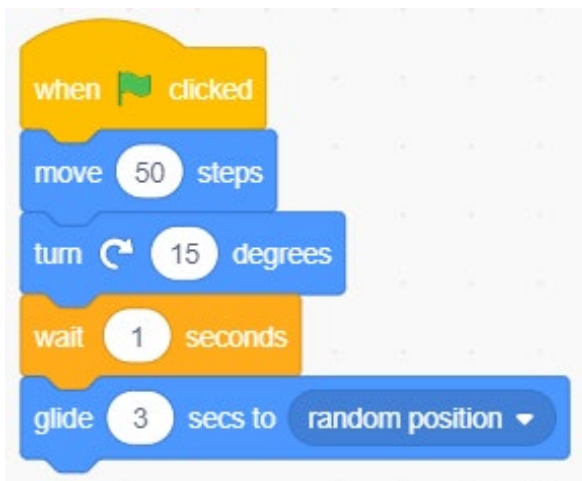 when clicked
move 50 steps
turn 15 degrees
wait 1 seconds
glide 3 secs to random position